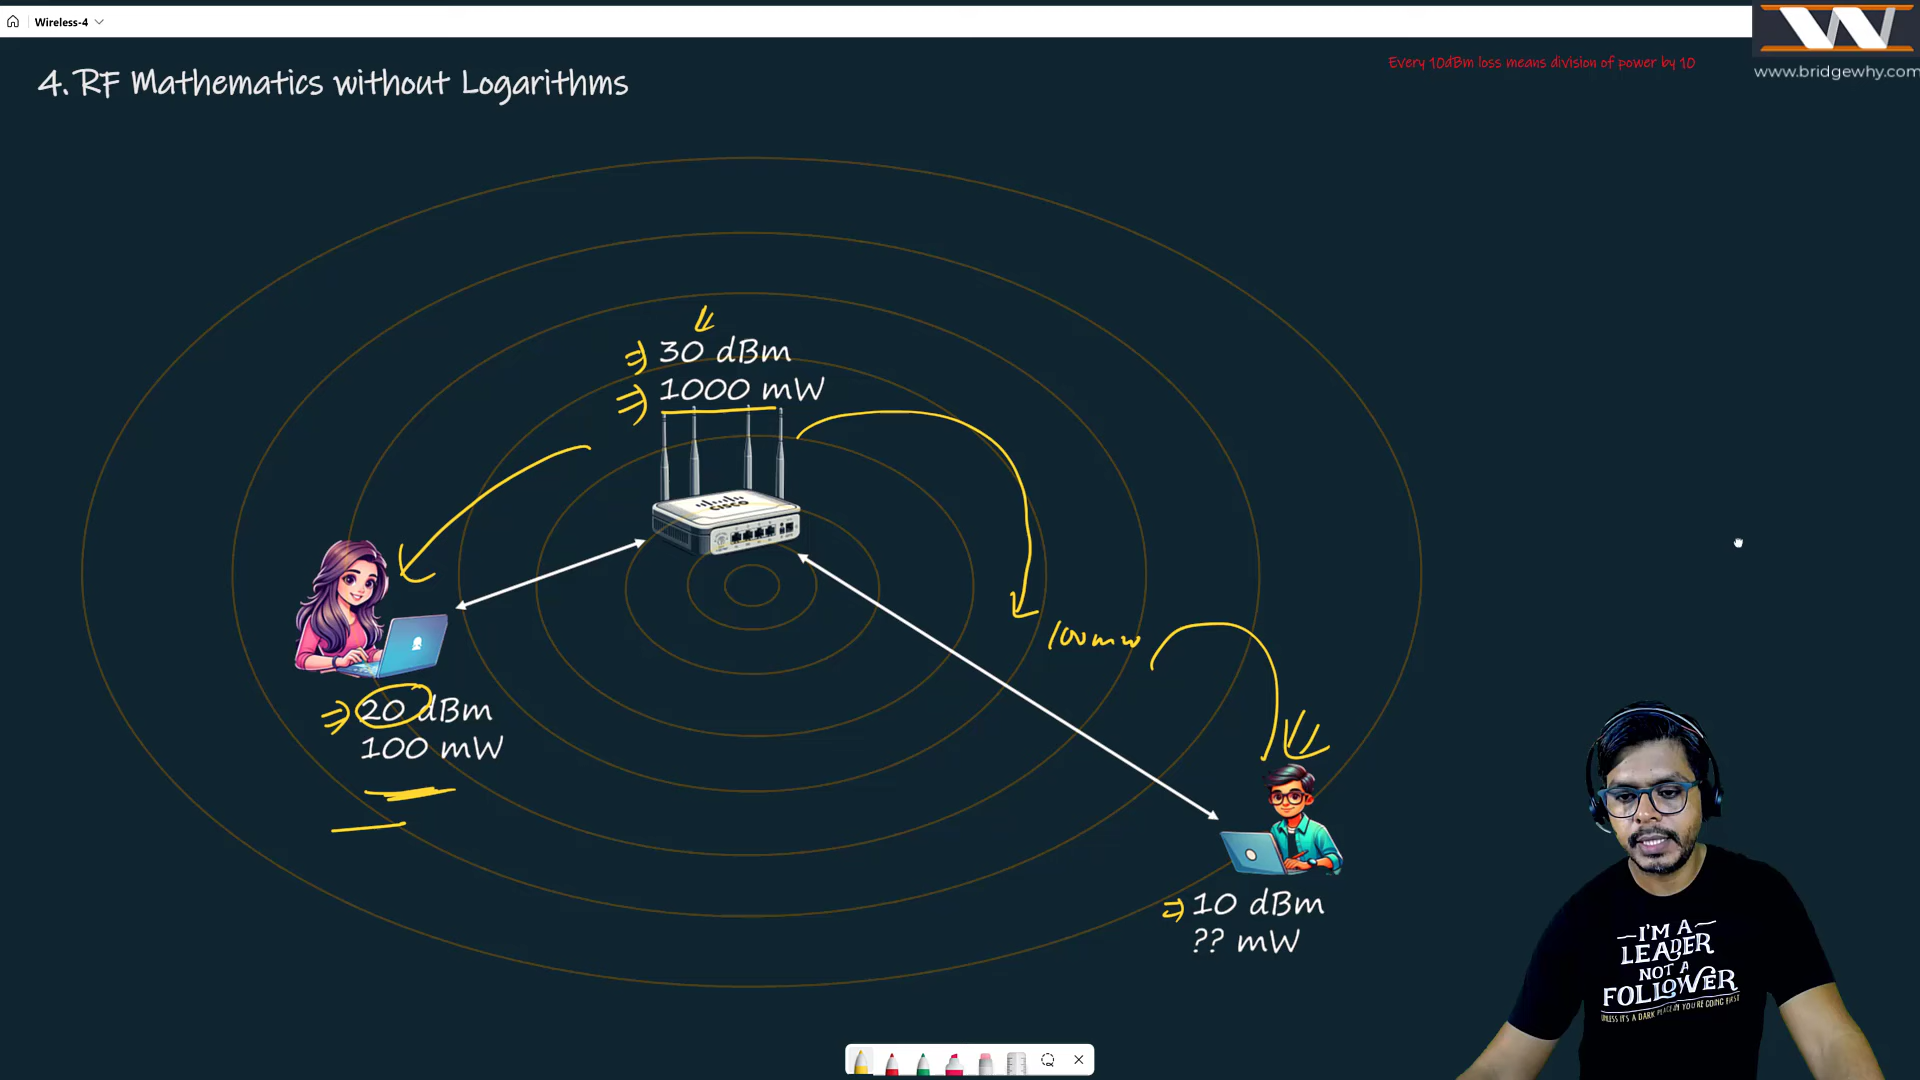 Wireless-4
www.bridgewhy.com
Every 10dBm loss means division of power by 10
4. RF Mathematics without Logarithms
30 dBm
1000 mW
CISCO
100mw
20 dBm
100 mW
10 dBm
?? mW
I'M A
LEADER
NOT A
FOLLOWER